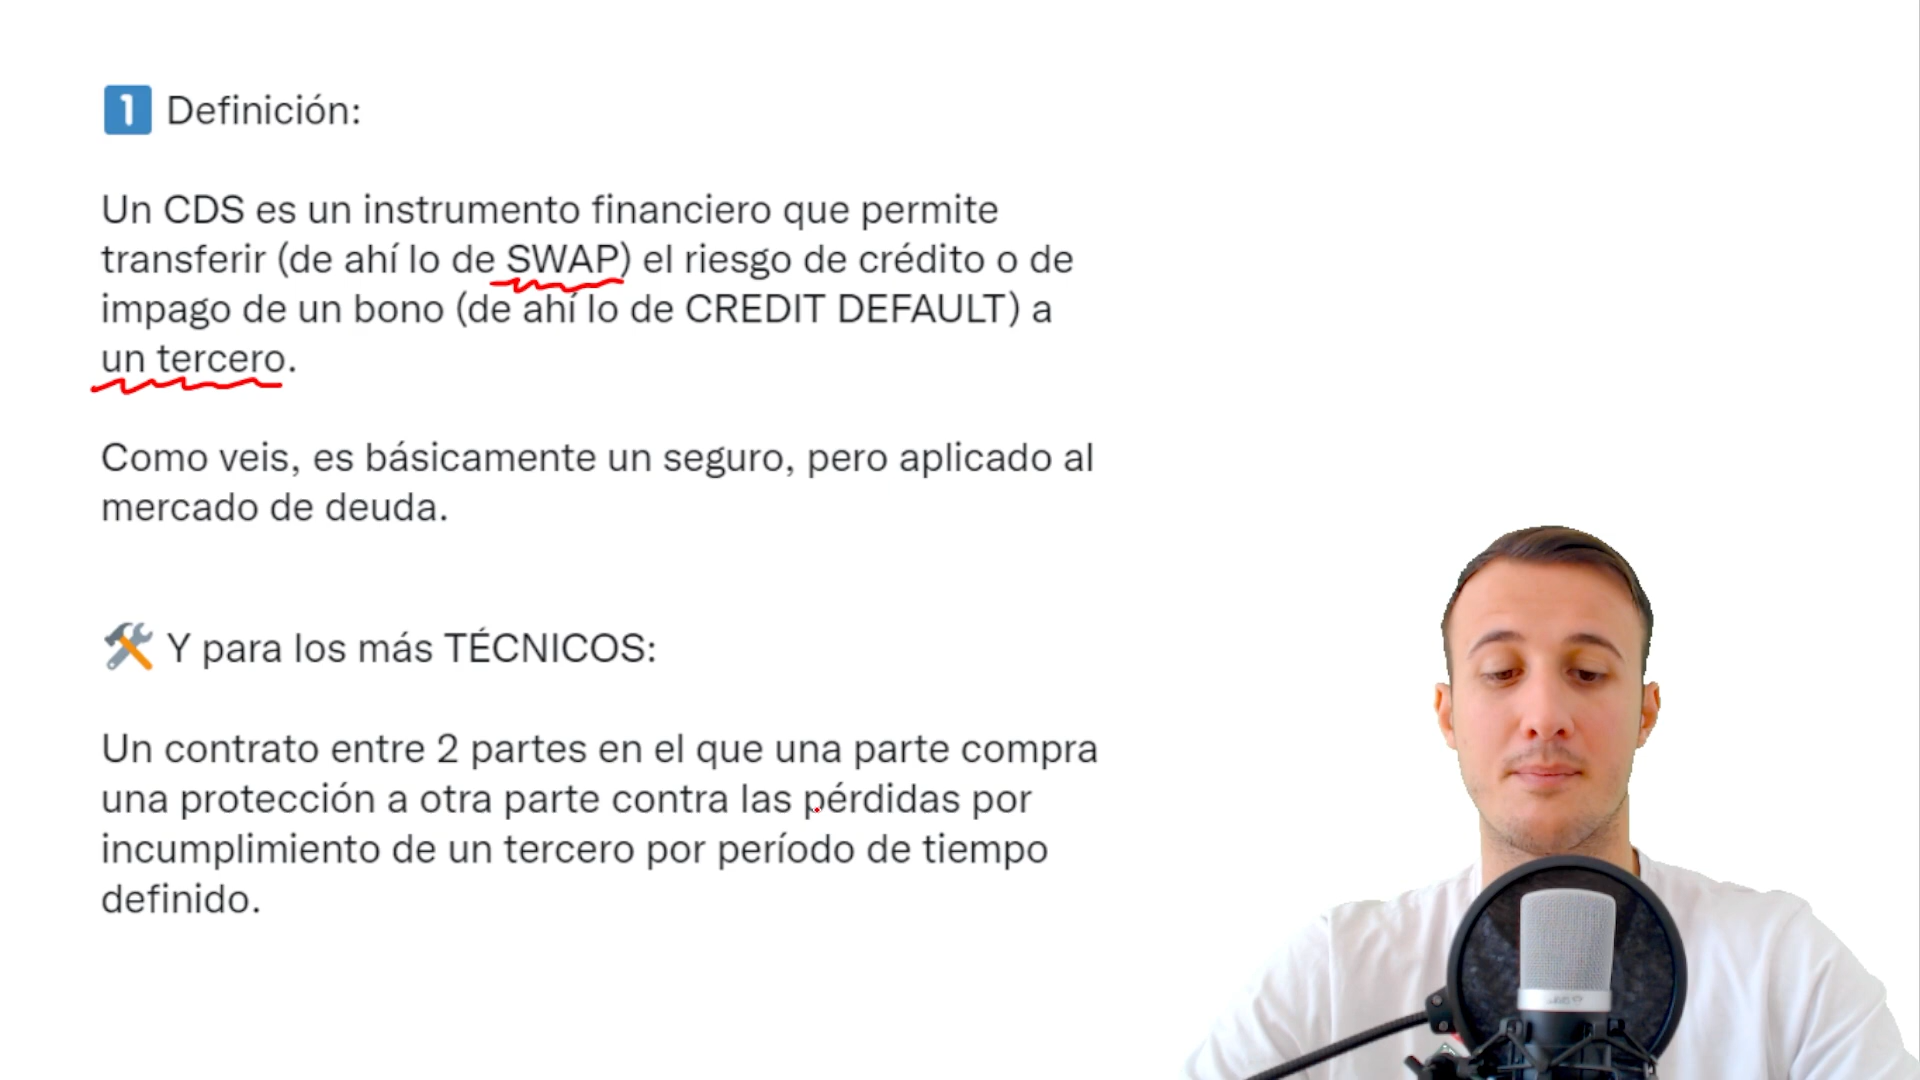 1 Definición:
Un CDS es un instrumento financiero que permite
transferir (de ahí lo de SWAP) el riesgo de crédito o de
impago de un bono (de ahí lo de CREDIT DEFAULT) a
un tercero.
Como veis, es básicamente un seguro, pero aplicado al
mercado de deuda.
🛠 Y para los más TÉCNICOS:
Un contrato entre 2 partes en el que una parte compra
una protección a otra parte contra las pérdidas por
incumplimiento de un tercero por período de tiempo
definido.